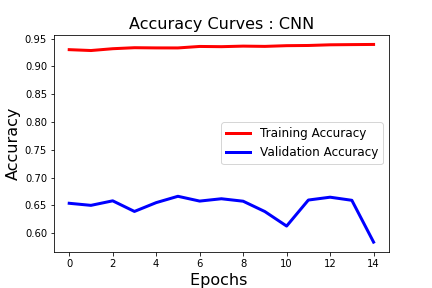 Accuracy Curves : CNN
Accuracy
0.95
0.90
0.85
0.80
0.75
0.70
0.65
0.60
Training Accuracy
Validation Accuracy
0 2 4 6 8 10 12 14
Epochs